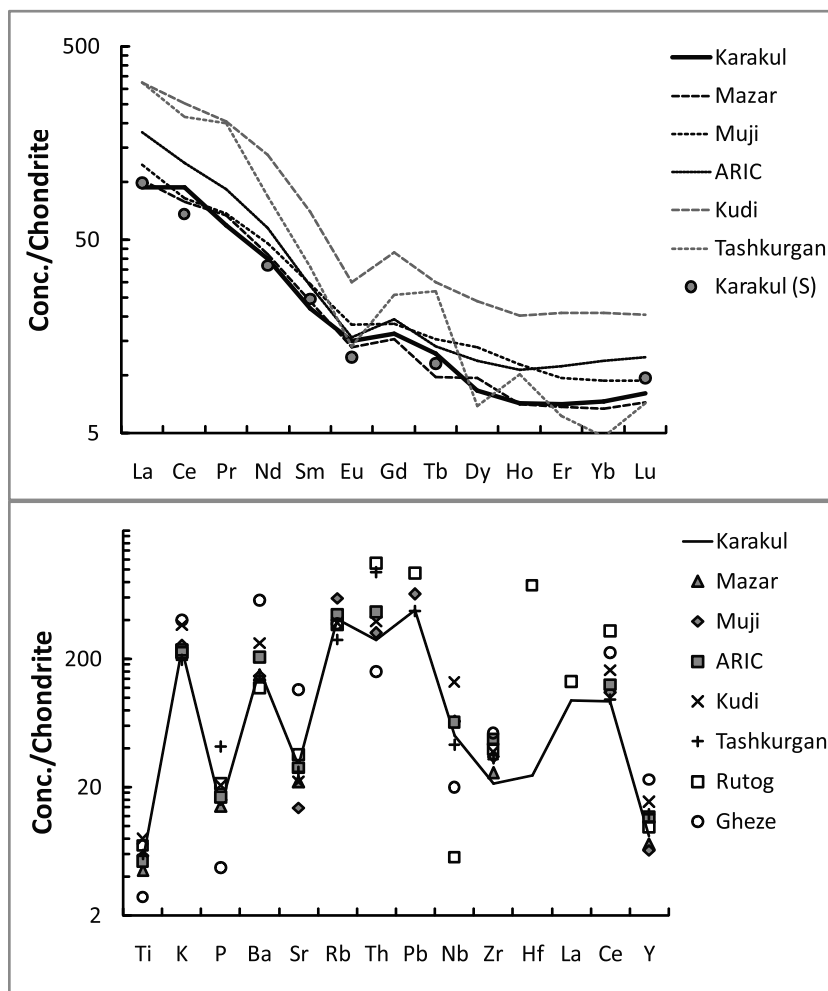 500
50
5
Conc./Chondrite
La Ce Pr Nd Sm Eu Gd Tb Dy Ho Er Yb Lu
Karakul
Mazar
Muji
ARIC
Kudi
Tashkurgan
Karakul (S)
200
20
2
Conc./Chondrite
Ti K P Ba Sr Rb Th Pb Nb Zr Hf La Ce Y
Karakul
Mazar
Muji
ARIC
Kudi
Tashkurgan
Rutog
Gheze